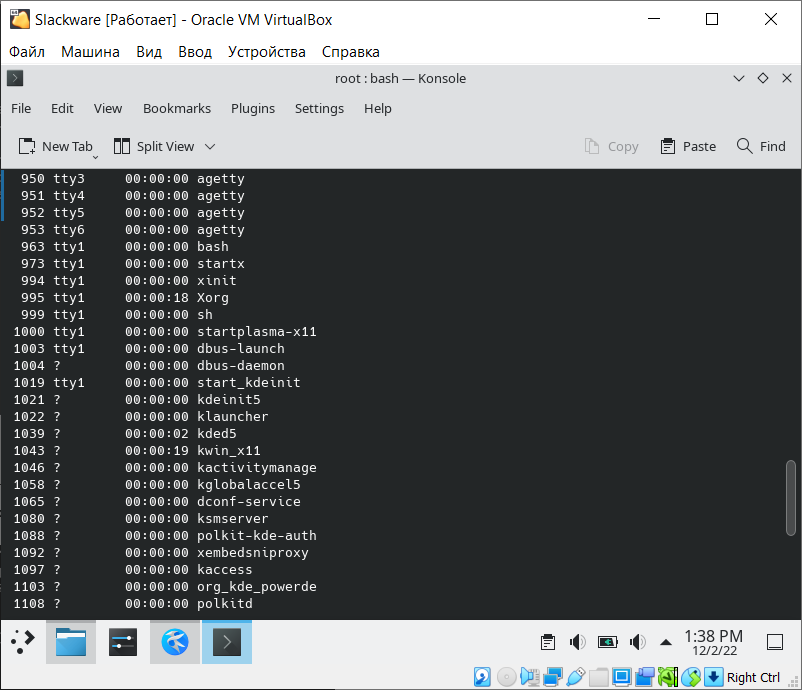 Slackware [Работает] - Oracle VM VirtualBox
Файл Машина Вид Ввод Устройства Справка
root : bash — Konsole
File Edit View Bookmarks Plugins Settings Help
New Tab Split View Copy Paste Find
950 tty3 00:00:00 agetty
951 tty4 00:00:00 agetty
952 tty5 00:00:00 agetty
953 tty6 00:00:00 agetty
963 tty1 00:00:00 bash
973 tty1 00:00:00 startx
994 tty1 00:00:00 xinit
995 tty1 00:00:18 Xorg
999 tty1 00:00:00 sh
1000 tty1 00:00:00 startplasma-x11
1003 tty1 00:00:00 dbus-launch
1004 ? 00:00:00 dbus-daemon
1019 tty1 00:00:00 start_kdeinit
1021 ? 00:00:00 kdeinit5
1022 ? 00:00:00 klauncher
1039 ? 00:00:02 kded5
1043 ? 00:00:19 kwin_x11
1046 ? 00:00:00 kactivitymanage
1058 ? 00:00:00 kglobalaccel5
1065 ? 00:00:00 dconf-service
1080 ? 00:00:00 ksmserver
1088 ? 00:00:00 polkit-kde-auth
1092 ? 00:00:00 xembedsniproxy
1097 ? 00:00:00 kaccess
1103 ? 00:00:00 org_kde_powerde
1108 ? 00:00:00 polkitd
1:38 PM
12/2/22
Right Ctrl